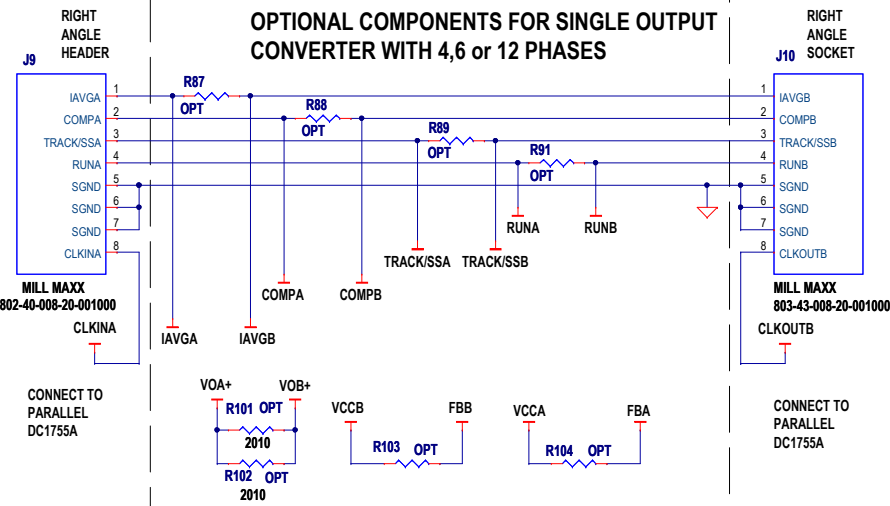 RIGHT
ANGLE
HEADER
J9
OPTIONAL COMPONENTS FOR SINGLE OUTPUT
CONVERTER WITH 4,6 or 12 PHASES
RIGHT
ANGLE
SOCKET
J10
IAVGA 1
COMPA 2
TRACK/SSA 3
RUNA 4
SGND 5
SGND 6
SGND 7
CLKINA 8
R87
OPT
R88
OPT
R89
OPT
R91
OPT
1 IAVGB
2 COMPB
3 TRACK/SSB
4 RUNB
5 SGND
6 SGND
7 SGND
8 CLKOUTB
RUNA RUNB
TRACK/SSA TRACK/SSB
COMPA COMPB
IAVGA IAVGB
MILL MAXX
802-40-008-20-001000
CLKINA
MILL MAXX
803-43-008-20-001000
CLKOUTB
CONNECT TO
PARALLEL
DC1755A
VOA+ VOB+
R101 OPT
2010
R102 OPT
2010
VCCB FBB
R103 OPT
VCCA FBA
R104 OPT
CONNECT TO
PARALLEL
DC1755A